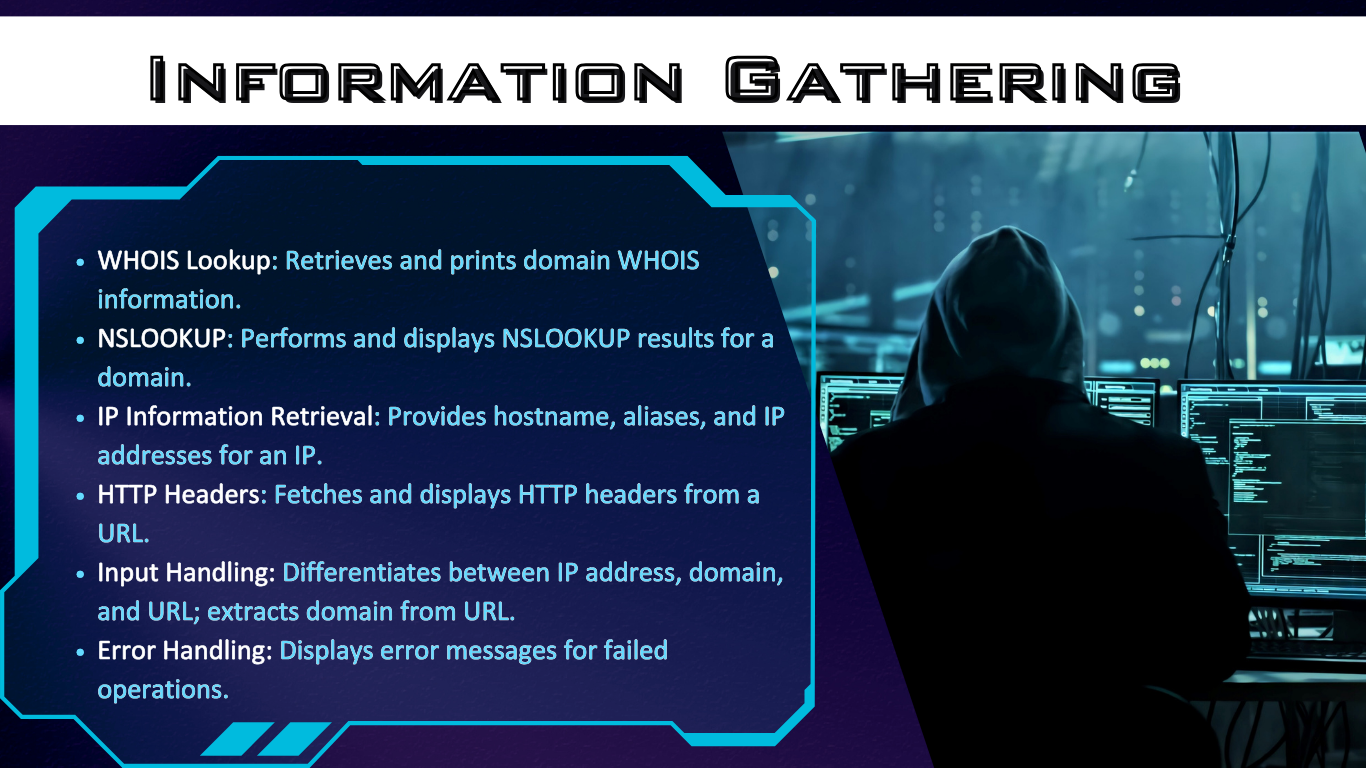 INFORMATION GATHERING
• WHOIS Lookup: Retrieves and prints domain WHOIS
information.
• NSLOOKUP: Performs and displays NSLOOKUP results for a
domain.
• IP Information Retrieval: Provides hostname, aliases, and IP
addresses for an IP.
• HTTP Headers: Fetches and displays HTTP headers from a
URL.
• Input Handling: Differentiates between IP address, domain,
and URL; extracts domain from URL.
• Error Handling: Displays error messages for failed
operations.